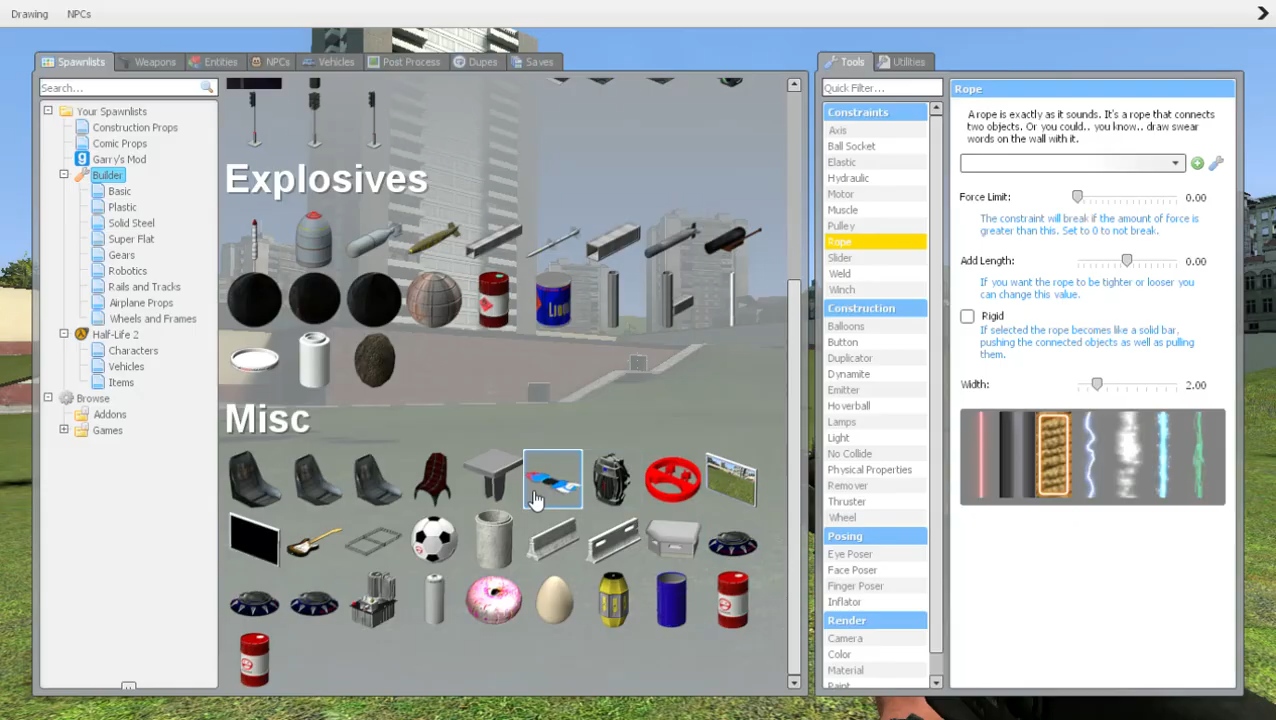 Drawing NPCs
Spawnlists Weapons Entities NPCs Vehicles Post Process Dupes Saves
Search...
Your Spawnlists
Construction Props
Comic Props
Garry's Mod
Builder
Basic
Plastic
Solid Steel
Super Flat
Gears
Robotics
Rails and Tracks
Airplane Props
Wheels and Frames
Half-Life 2
Characters
Vehicles
Items
Browse
Addons
Games
Explosives
Misc
Tools Utilities
Quick Filter...
Constraints
Axis
Ball Socket
Elastic
Hydraulic
Motor
Muscle
Pulley
Rope
Slider
Weld
Winch
Construction
Balloons
Button
Duplicator
Dynamite
Emitter
Hoverball
Lamps
Light
No Collide
Physical Properties
Remover
Thruster
Wheel
Posing
Eye Poser
Face Poser
Finger Poser
Inflator
Render
Camera
Color
Material
Paint
Rope
A rope is exactly as it sounds. It's a rope that connects
two objects. Or you could.. you know.. draw swear
words on the wall with it.
Force Limit: 0.00
The constraint will break if the amount of force is
greater than this. Set to 0 to not break.
Add Length: 0.00
If you want the rope to be tighter or looser you
can change this value.
Rigid
If selected the rope becomes like a solid bar,
pushing the connected objects as well as pulling
them.
Width: 2.00